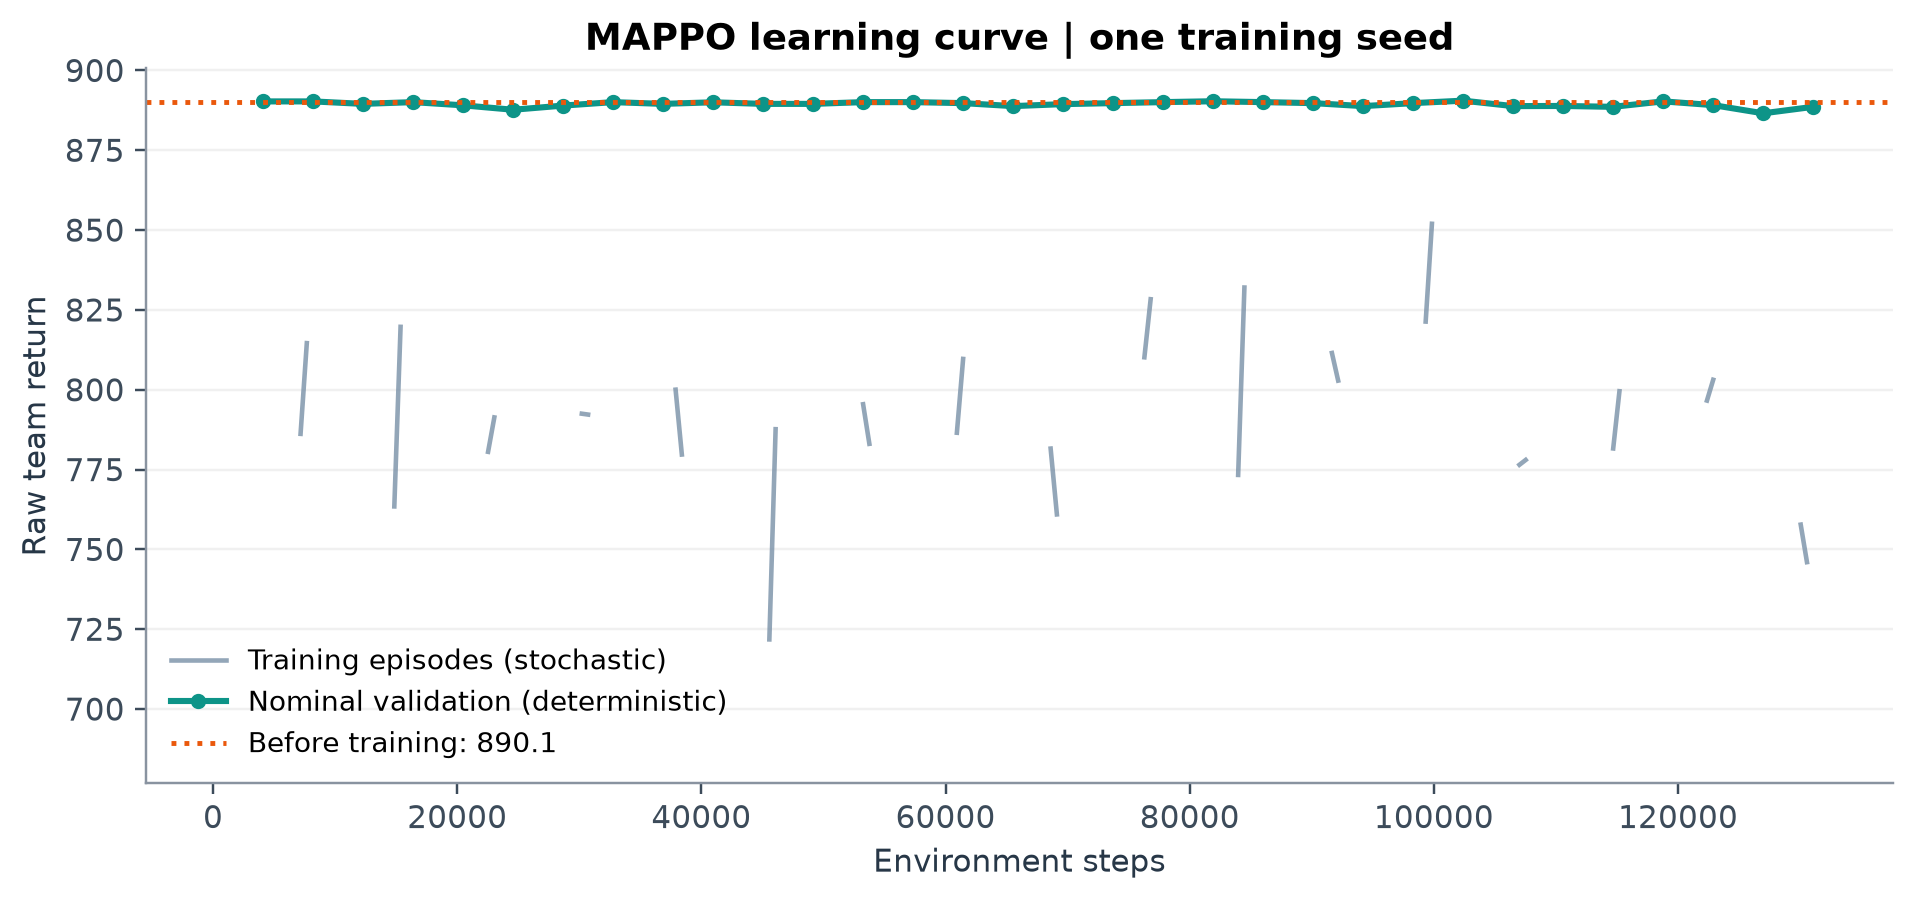 MAPPO learning curve | one training seed
Raw team return
900
875
850
825
800
775
750
725
700
Training episodes (stochastic)
Nominal validation (deterministic)
Before training: 890.1
0 20000 40000 60000 80000 100000 120000
Environment steps